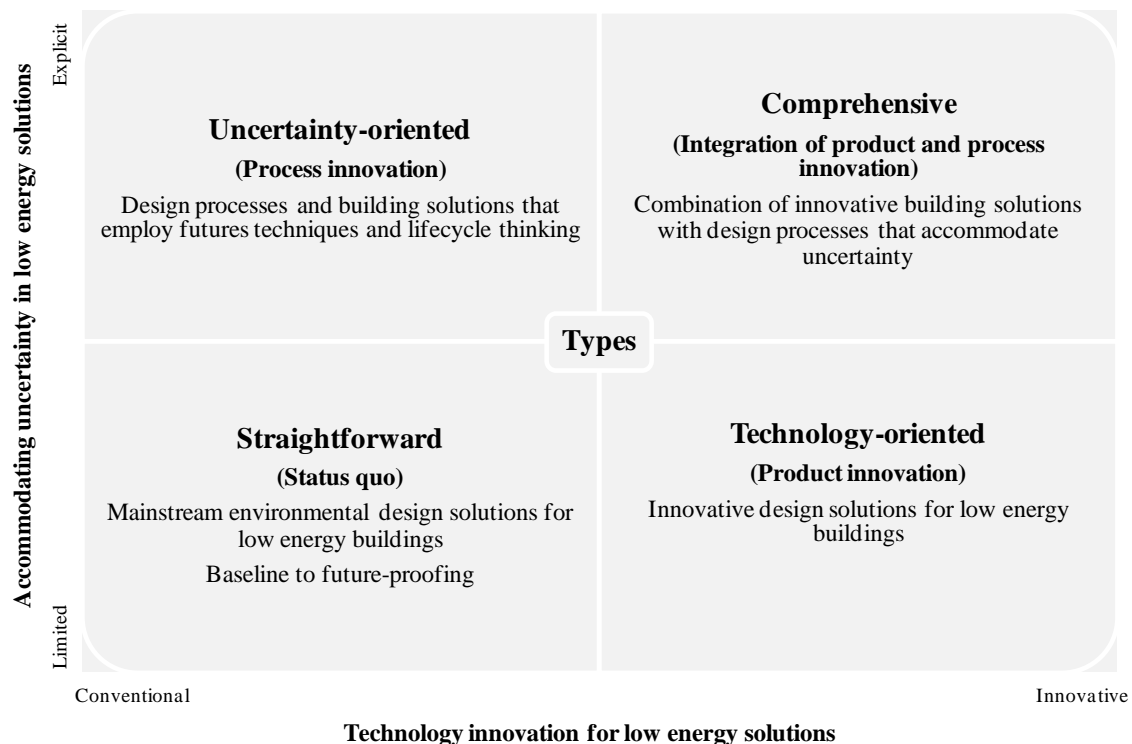 Accommodating uncertainty in low energy solutions
Explicit
Limited
Uncertainty-oriented
(Process innovation)
Design processes and building solutions that
employ futures techniques and lifecycle thinking
Comprehensive
(Integration of product and process
innovation)
Combination of innovative building solutions
with design processes that accommodate
uncertainty
Types
Straightforward
(Status quo)
Mainstream environmental design solutions for
low energy buildings
Baseline to future-proofing
Technology-oriented
(Product innovation)
Innovative design solutions for low energy
buildings
Conventional
Innovative
Technology innovation for low energy solutions